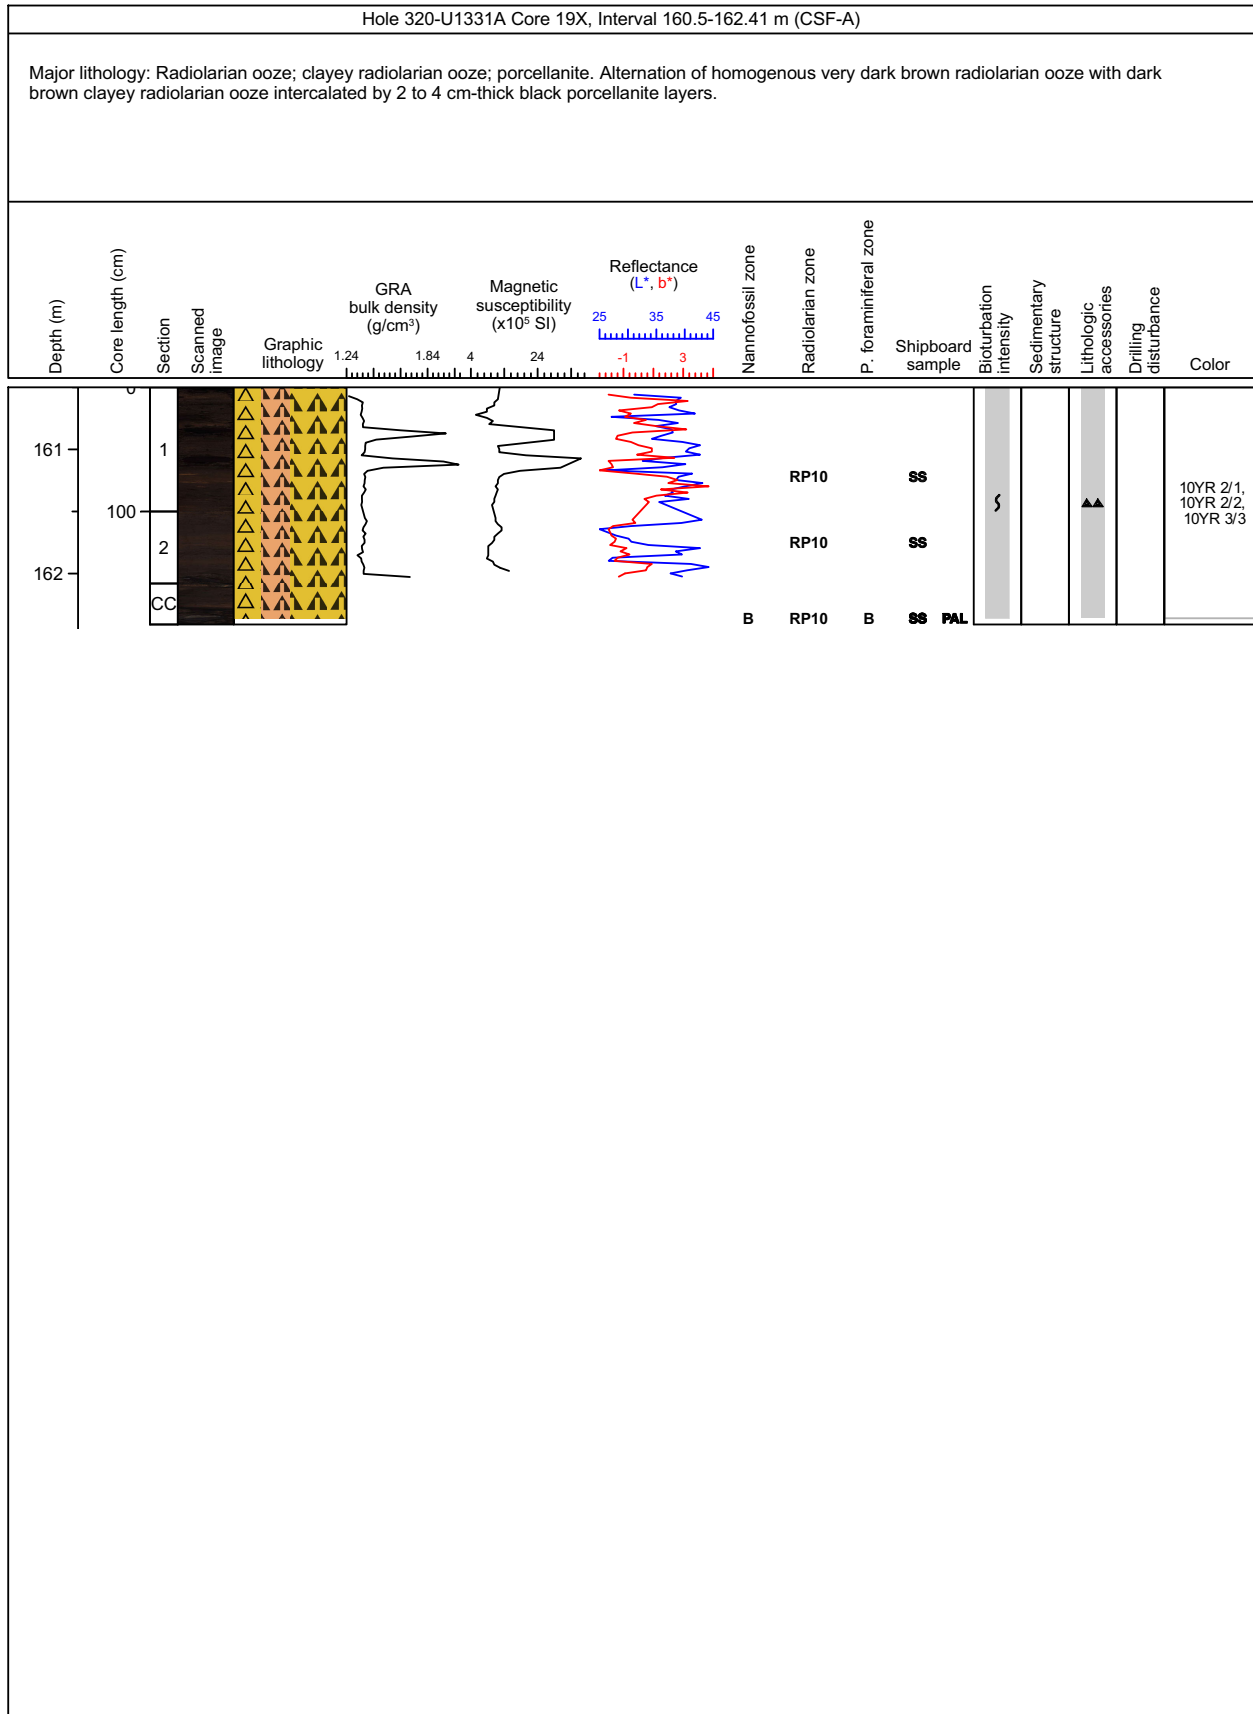 Hole 320-U1331A Core 19X, Interval 160.5-162.41 m (CSF-A)
Major lithology: Radiolarian ooze; clayey radiolarian ooze; porcellanite. Alternation of homogenous very dark brown radiolarian ooze with dark
brown clayey radiolarian ooze intercalated by 2 to 4 cm-thick black porcellanite layers.
Depth (m)
Core length (cm)
Section
Scanned
image
Graphic
lithology
GRA
bulk density
(g/cm³)
1.24 1.84
Magnetic
susceptibility
(x10⁵ SI)
4 24
Reflectance
(L*, b*)
25 35 45
-1 3
Nannofossil zone
Radiolarian zone
P. foraminiferal zone
Shipboard
sample
Bioturbation
intensity
Sedimentary
structure
Lithologic
accessories
Drilling
disturbance
Color
0
161
1
RP10 SS
100
10YR 2/1,
10YR 2/2,
10YR 3/3
2
RP10 SS
162
CC
B RP10 B SS PAL